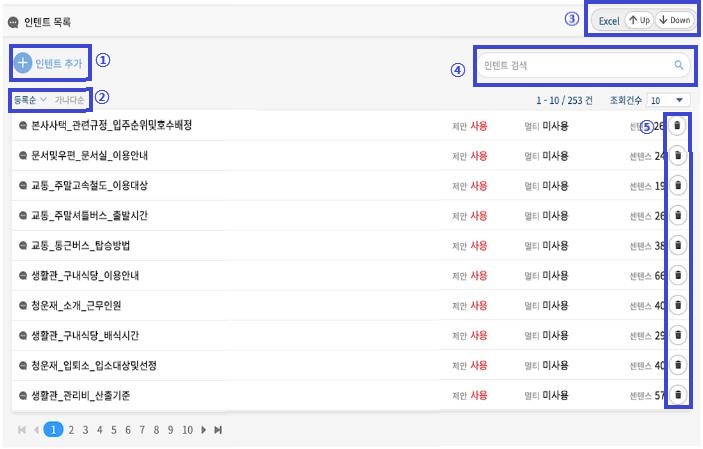 인텐트 목록
③ Excel Up Down
인텐트 추가 ①
④ 인텐트 검색
②
등록순 가나다순
1 - 10 / 253 건 조회건수 10
본사사택_관련규정_입주순위및호수배정 제안 사용 멀티 미사용 센텐스 26 ⑤
문서및우편_문서실_이용안내 제안 사용 멀티 미사용 센텐스 24
교통_주말고속철도_이용대상 제안 사용 멀티 미사용 센텐스 19
교통_주말셔틀버스_출발시간 제안 사용 멀티 미사용 센텐스 26
교통_통근버스_탑승방법 제안 사용 멀티 미사용 센텐스 38
생활관_구내식당_이용안내 제안 사용 멀티 미사용 센텐스 66
청운재_소개_근무인원 제안 사용 멀티 미사용 센텐스 40
생활관_구내식당_배식시간 제안 사용 멀티 미사용 센텐스 29
청운재_입퇴소_입소대상및선정 제안 사용 멀티 미사용 센텐스 40
생활관_관리비_산출기준 제안 사용 멀티 미사용 센텐스 57
1 2 3 4 5 6 7 8 9 10